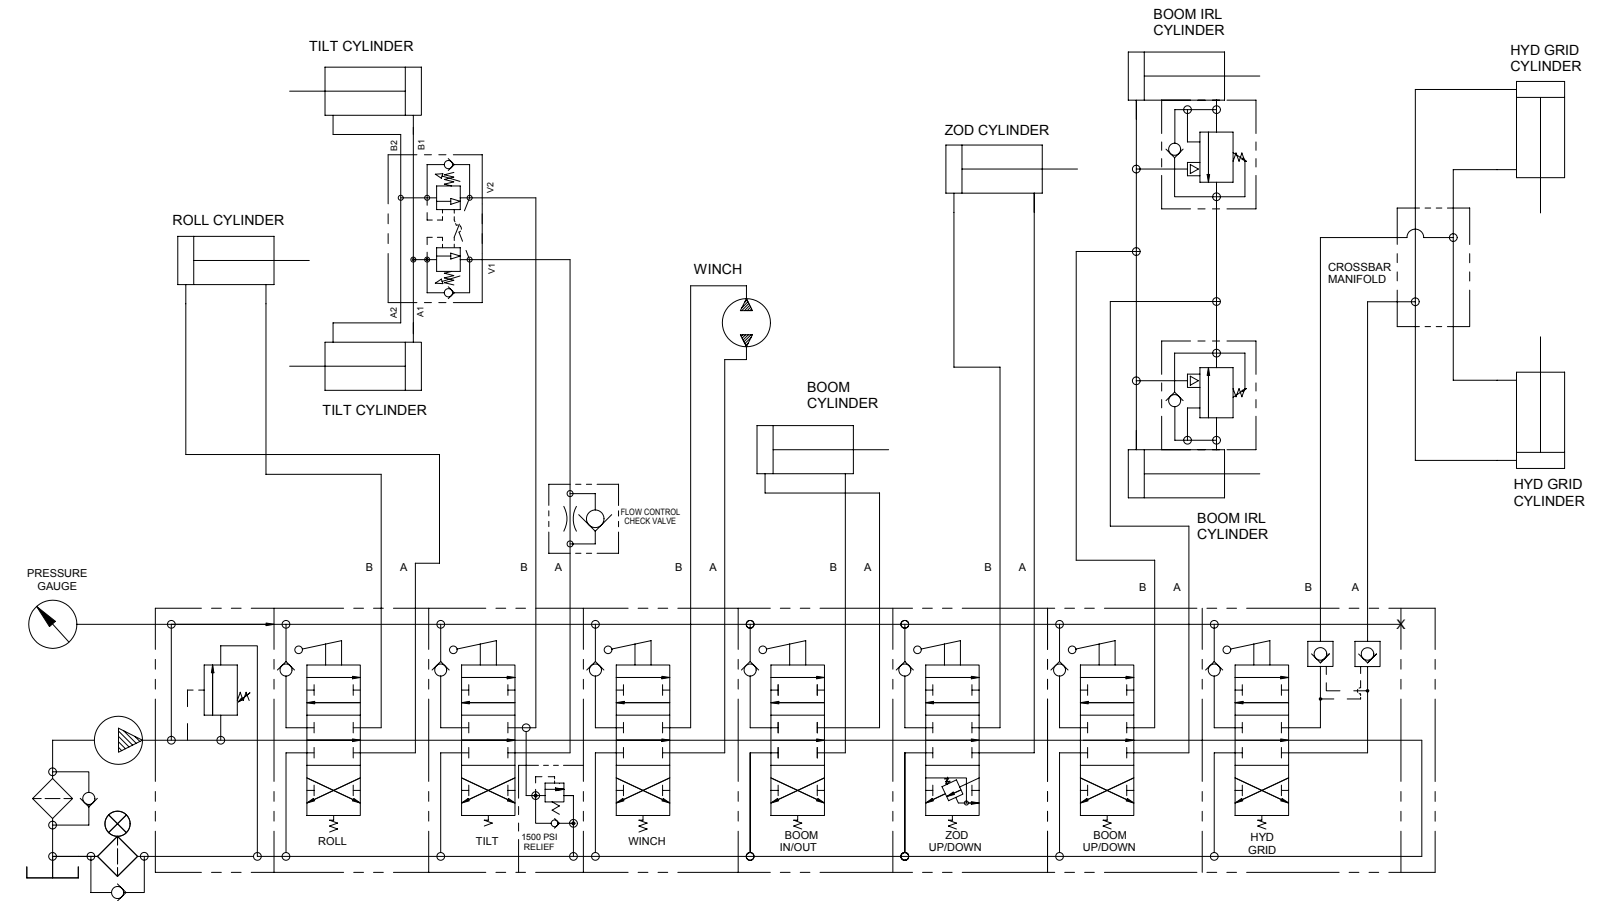 BOOM IRL
CYLINDER
TILT CYLINDER
HYD GRID
CYLINDER
ZOD CYLINDER
B2
B1
V2
ROLL CYLINDER
V1
WINCH
CROSSBAR
MANIFOLD
A2
A1
BOOM
CYLINDER
TILT CYLINDER
HYD GRID
CYLINDER
FLOW CONTROL
CHECK VALVE
BOOM IRL
CYLINDER
PRESSURE
GAUGE
B A B A B A B A B A B A B A
ROLL
TILT
1500 PSI
RELIEF
WINCH
BOOM
IN/OUT
ZOD
UP/DOWN
BOOM
UP/DOWN
HYD
GRID